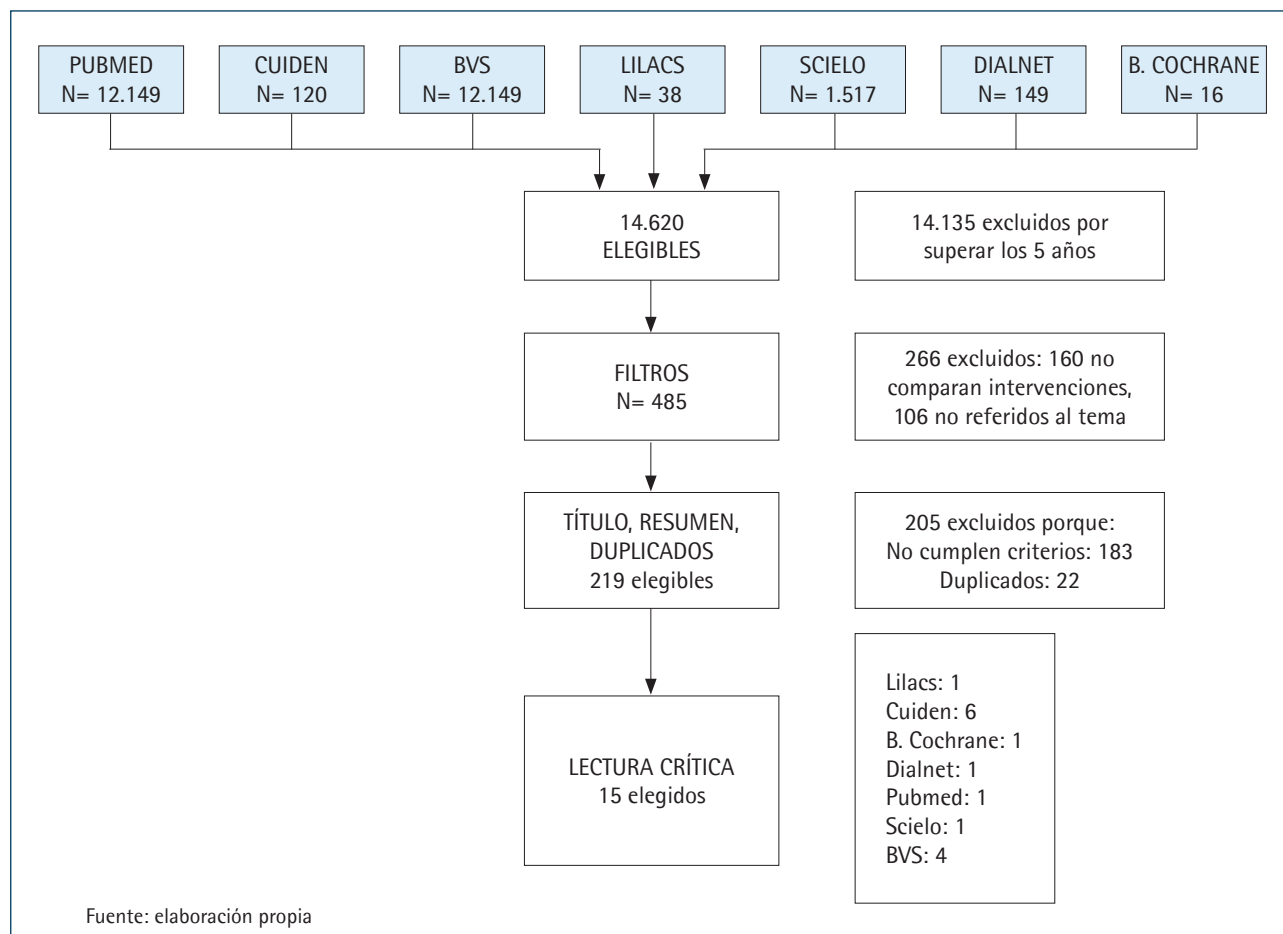 PUBMED
N= 12.149
CUIDEN
N= 120
BVS
N= 12.149
LILACS
N= 38
SCIELO
N= 1.517
DIALNET
N= 149
B. COCHRANE
N= 16
14.620
ELEGIBLES
14.135 excluidos por
superar los 5 años
FILTROS
N= 485
266 excluidos: 160 no
comparan intervenciones,
106 no referidos al tema
TÍTULO, RESUMEN,
DUPLICADOS
219 elegibles
205 excluidos porque:
No cumplen criterios: 183
Duplicados: 22
LECTURA CRÍTICA
15 elegidos
Lilacs: 1
Cuiden: 6
B. Cochrane: 1
Dialnet: 1
Pubmed: 1
Scielo: 1
BVS: 4
Fuente: elaboración propia